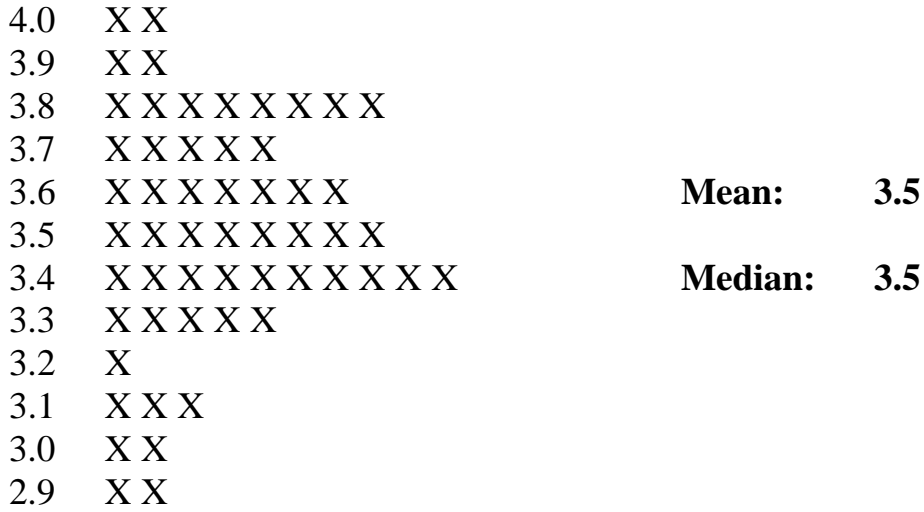 4.0 X X
3.9 X X
3.8 X X X X X X X X
3.7 X X X X X
3.6 X X X X X X X Mean: 3.5
3.5 X X X X X X X X
3.4 X X X X X X X X X X Median: 3.5
3.3 X X X X X
3.2 X
3.1 X X X
3.0 X X
2.9 X X